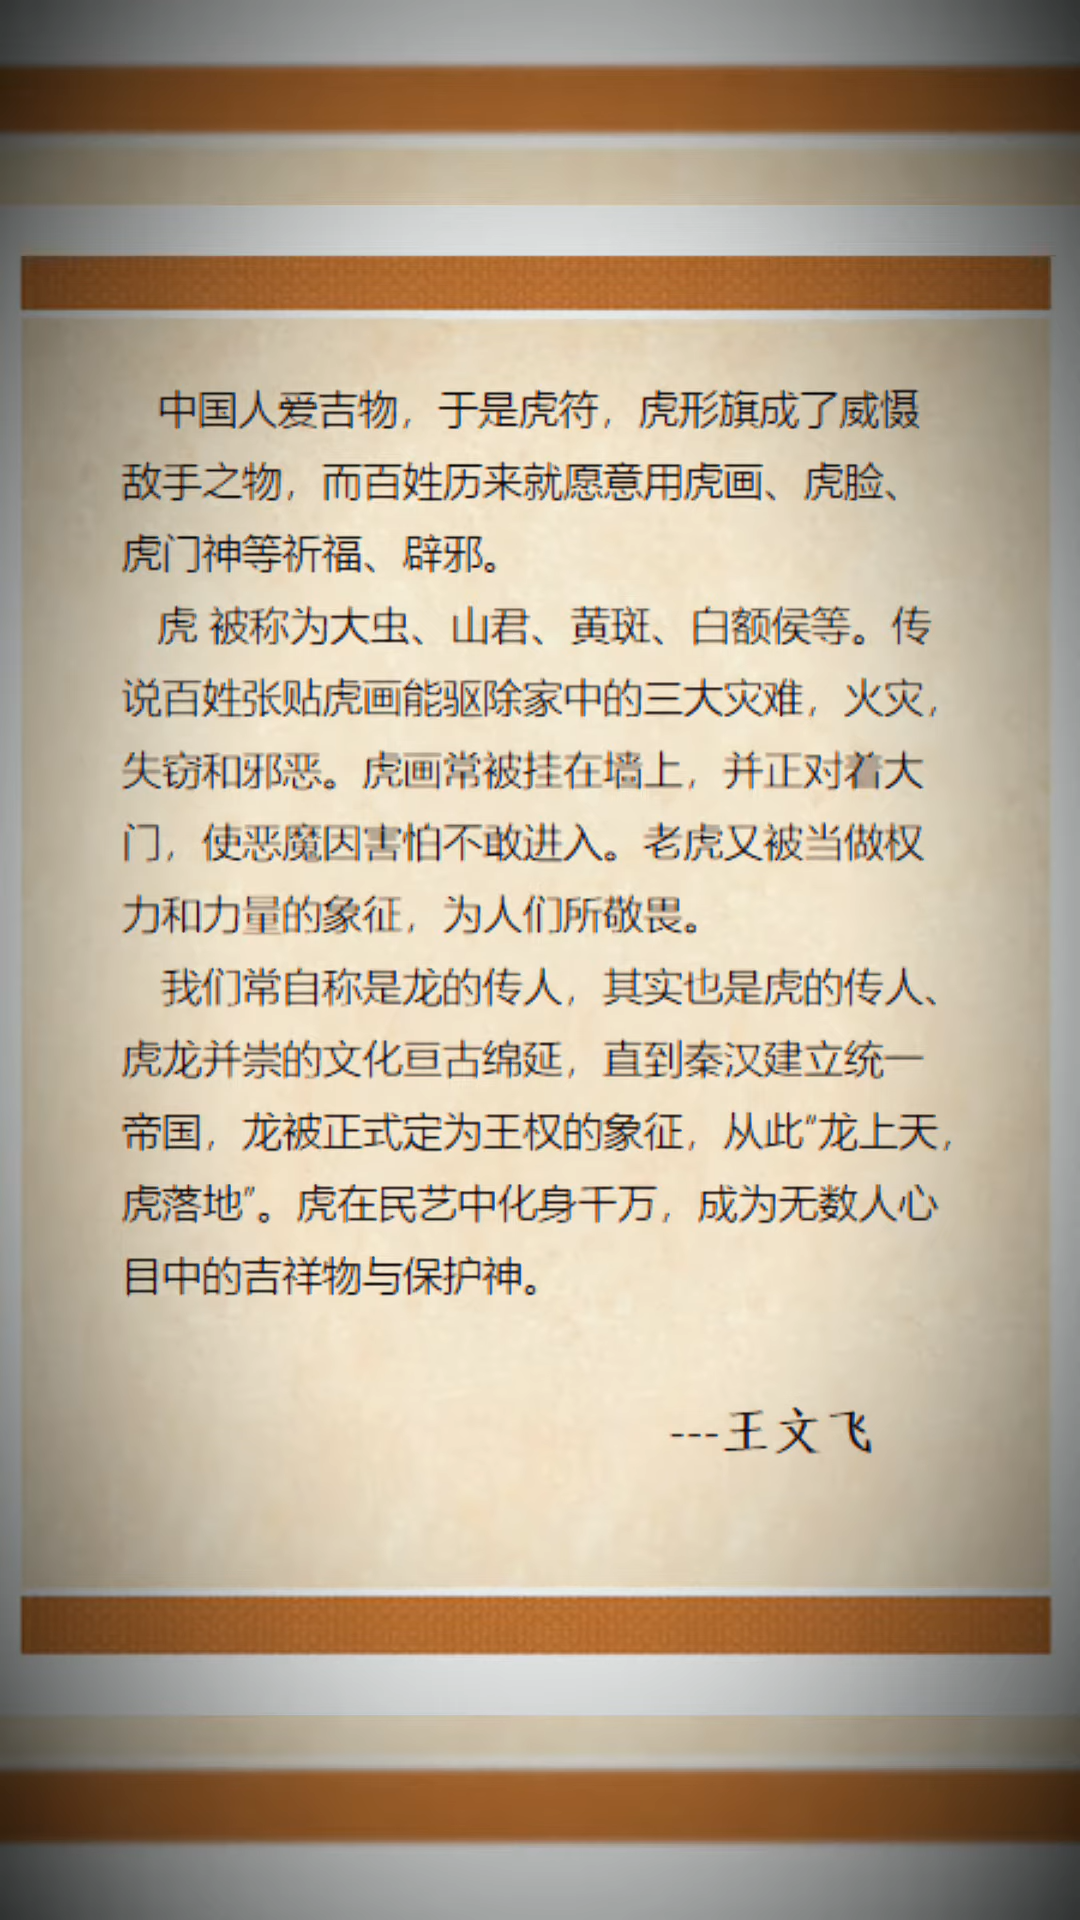 中国人爱吉物，于是虎符，虎形旗成了威慑
敌手之物，而百姓历来就愿意用虎画、虎脸、
虎门神等祈福、辟邪。
虎 被称为大虫、山君、黄斑、白额侯等。传
说百姓张贴虎画能驱除家中的三大灾难，火灾，
失窃和邪恶。虎画常被挂在墙上，并正对着大
门，使恶魔因害怕不敢进入。老虎又被当做权
力和力量的象征，为人们所敬畏。
我们常自称是龙的传人，其实也是虎的传人、
虎龙并崇的文化亘古绵延，直到秦汉建立统一
帝国，龙被正式定为王权的象征，从此“龙上天，
虎落地”。虎在民艺中化身千万，成为无数人心
目中的吉祥物与保护神。
---王文飞